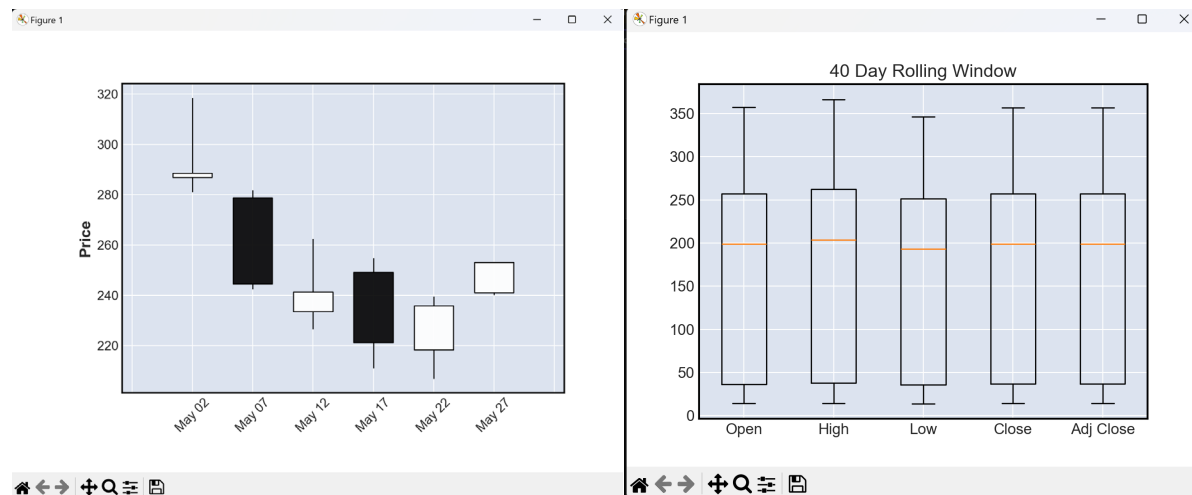 Figure 1
320
300
280
260
240
220
Price
May 02
May 07
May 12
May 17
May 22
May 27
Figure 1
40 Day Rolling Window
350
300
250
200
150
100
50
0
Open
High
Low
Close
Adj Close